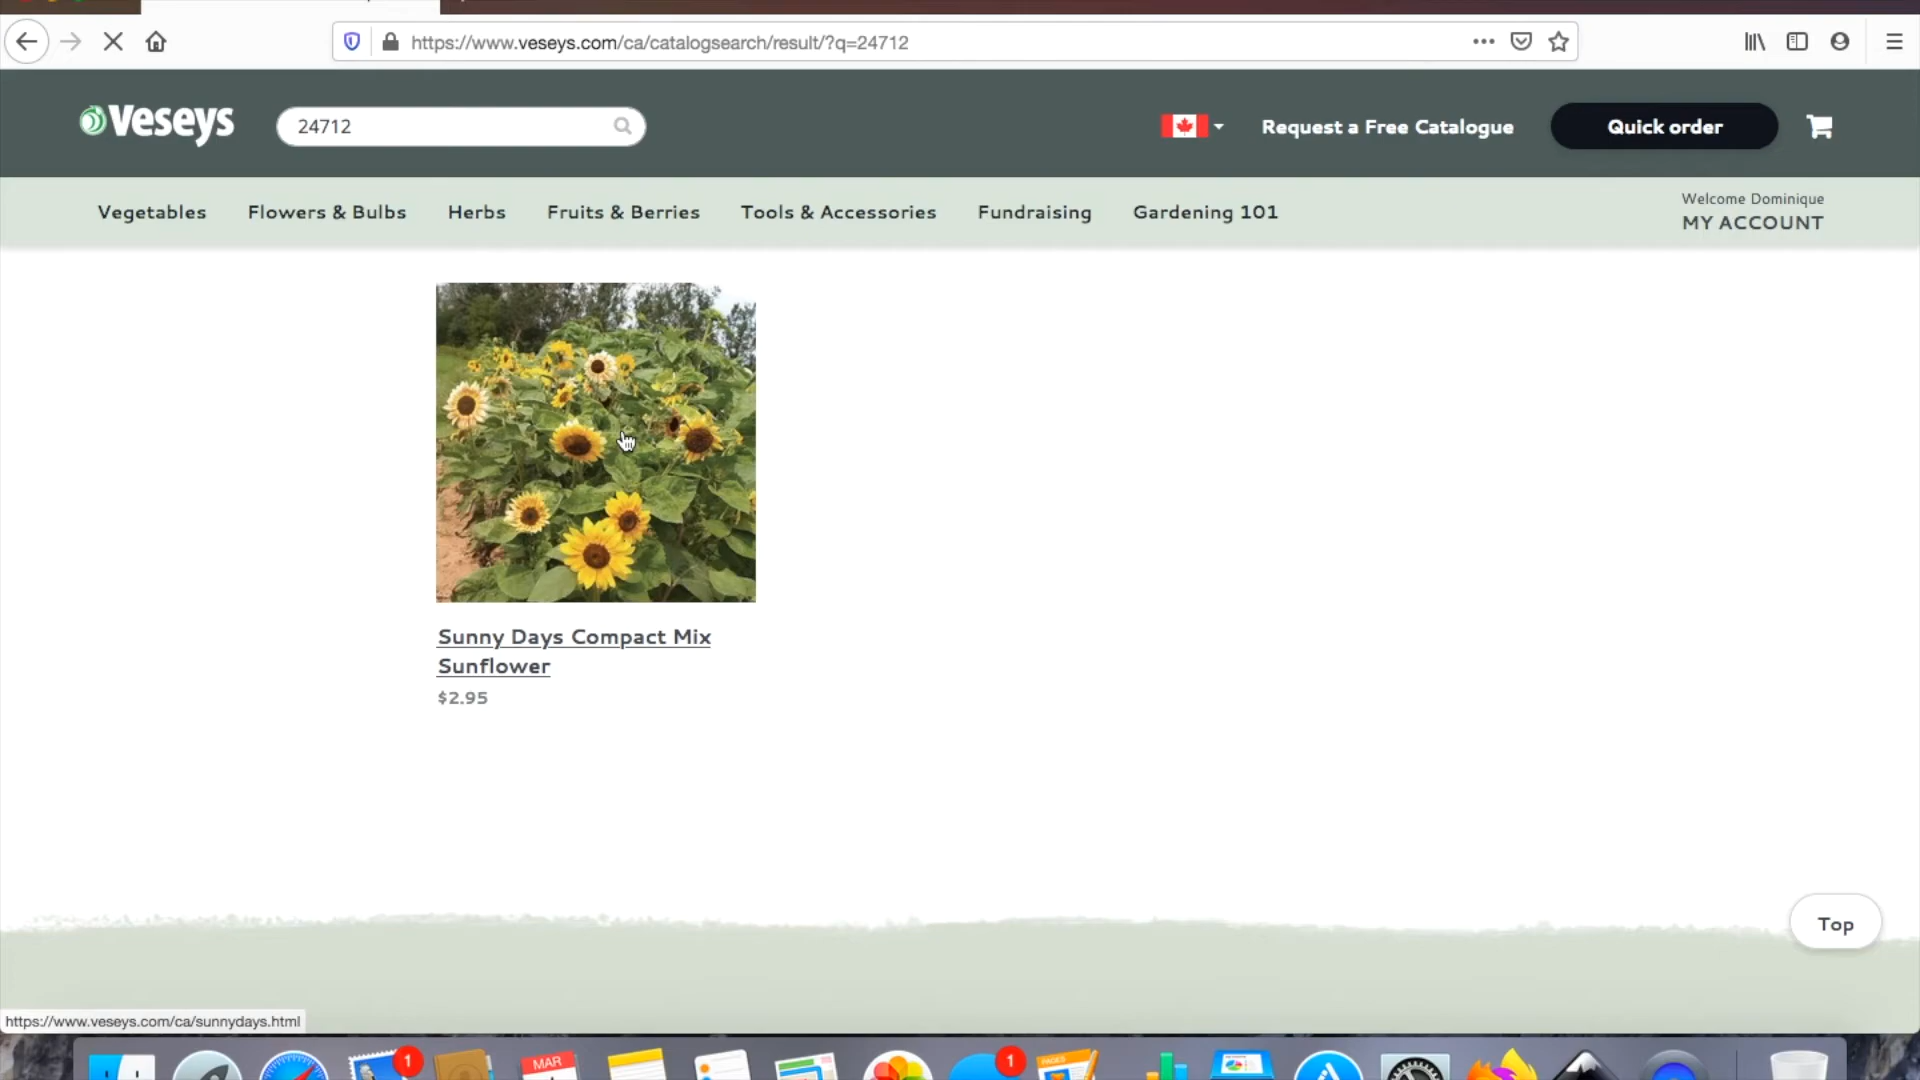 https://www.veseys.com/ca/catalogsearch/result/?q=24712
Veseys
24712
Request a Free Catalogue
Quick order
Vegetables
Flowers & Bulbs
Herbs
Fruits & Berries
Tools & Accessories
Fundraising
Gardening 101
Welcome Dominique
MY ACCOUNT
Sunny Days Compact Mix
Sunflower
$2.95
Top
https://www.veseys.com/ca/sunnydays.html
1
MAR
1
PAGES